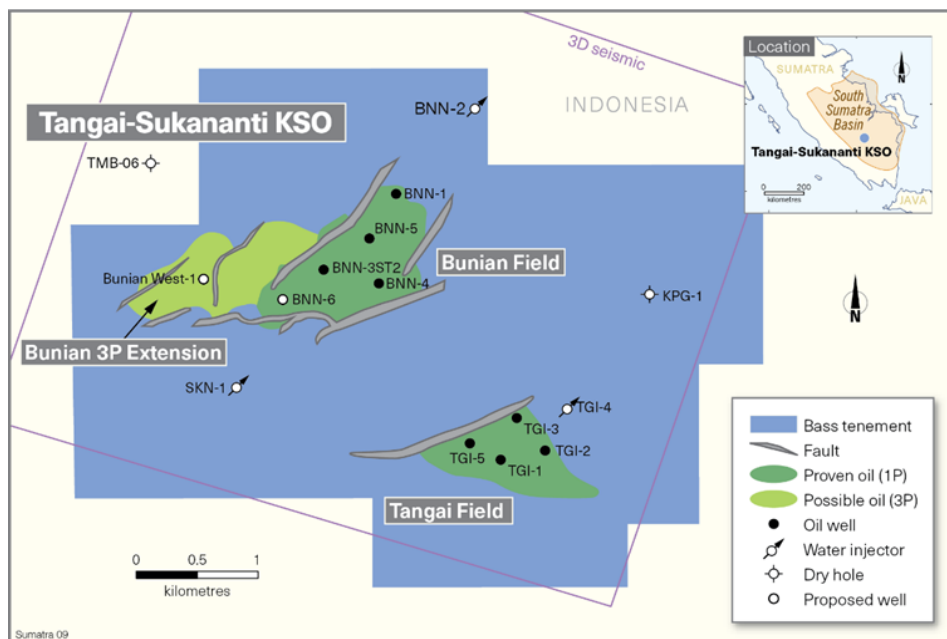 3D seismic
INDONESIA
Location
SUMATRA
N
South
Sumatra
Basin
Tangai-Sukananti KSO
0 200
kilometres
JAVA
Tangai-Sukananti KSO
BNN-2
TMB-06
BNN-1
BNN-5
Bunian Field
Bunian West-1
BNN-3ST2
BNN-4
BNN-6
KPG-1
N
Bunian 3P Extension
SKN-1
TGI-4
TGI-3
TGI-5
TGI-2
TGI-1
Tangai Field
0 0.5 1
kilometres
Bass tenement
Fault
Proven oil (1P)
Possible oil (3P)
Oil well
Water injector
Dry hole
Proposed well
Sumatra 09